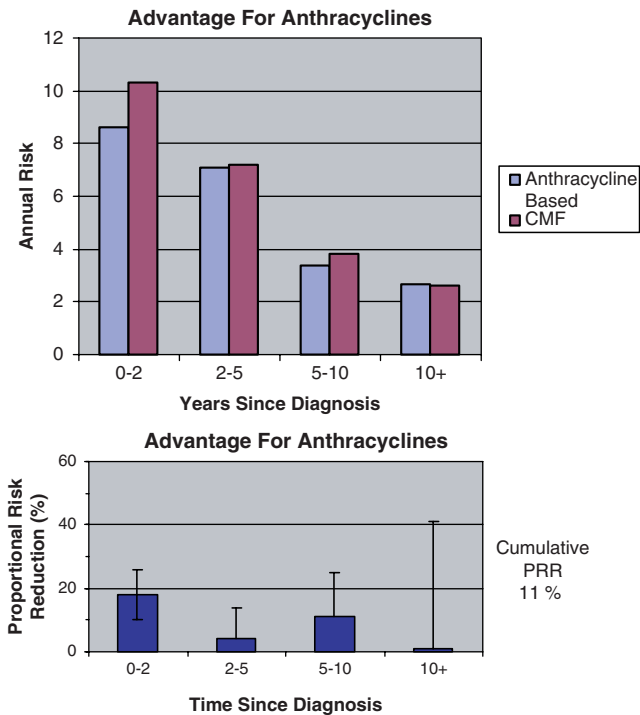 Advantage For Anthracyclines
12
10
8
6
4
2
0
Annual Risk
0-2 2-5 5-10 10+
Years Since Diagnosis
Anthracycline
Based
CMF
Advantage For Anthracyclines
60
40
20
0
Proportional Risk
Reduction (%)
0-2 2-5 5-10 10+
Time Since Diagnosis
Cumulative
PRR
11 %